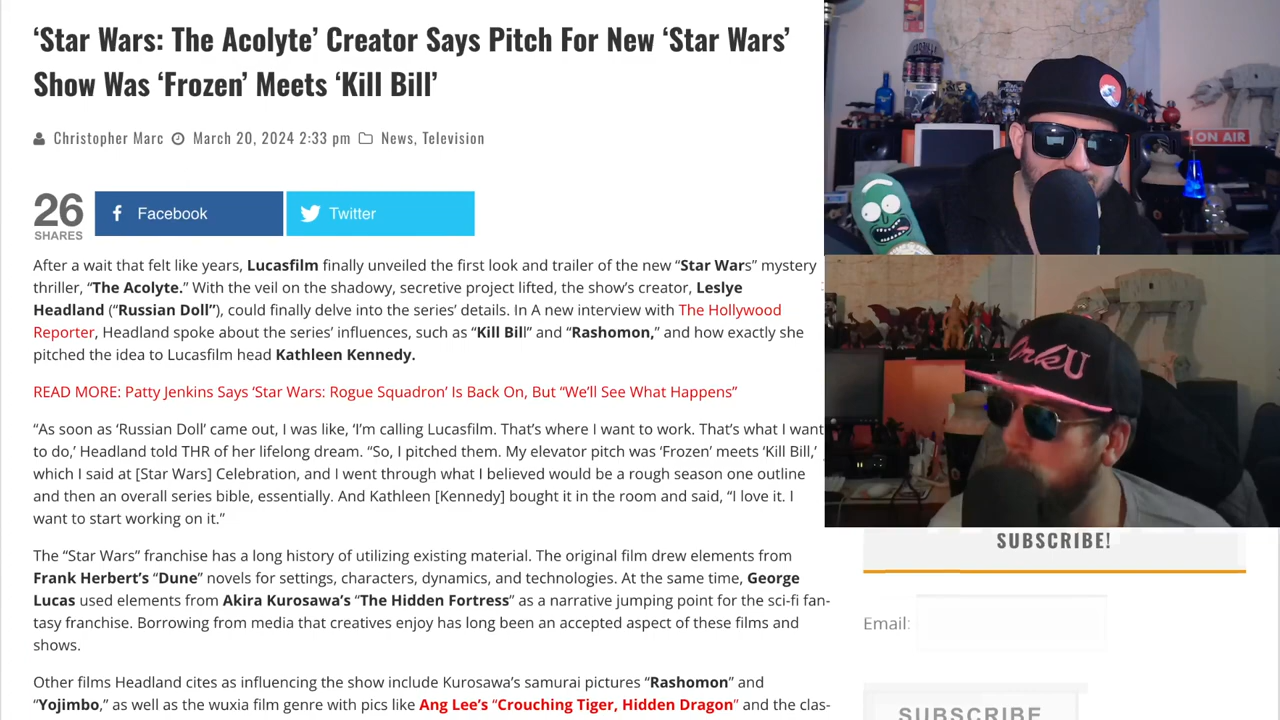 ‘Star Wars: The Acolyte’ Creator Says Pitch For New ‘Star Wars’
Show Was ‘Frozen’ Meets ‘Kill Bill’
Christopher Marc March 20, 2024 2:33 pm News, Television
26
SHARES
Facebook
Twitter
After a wait that felt like years, Lucasfilm finally unveiled the first look and trailer of the new “Star Wars” mystery
thriller, “The Acolyte.” With the veil on the shadowy, secretive project lifted, the show’s creator, Leslye
Headland (“Russian Doll”), could finally delve into the series’ details. In A new interview with The Hollywood
Reporter, Headland spoke about the series’ influences, such as “Kill Bill” and “Rashomon,” and how exactly she
pitched the idea to Lucasfilm head Kathleen Kennedy.
READ MORE: Patty Jenkins Says ‘Star Wars: Rogue Squadron’ Is Back On, But “We’ll See What Happens”
“As soon as ‘Russian Doll’ came out, I was like, ‘I’m calling Lucasfilm. That’s where I want to work. That’s what I want
to do,’ Headland told THR of her lifelong dream. “So, I pitched them. My elevator pitch was ‘Frozen’ meets ‘Kill Bill,’
which I said at [Star Wars] Celebration, and I went through what I believed would be a rough season one outline
and then an overall series bible, essentially. And Kathleen [Kennedy] bought it in the room and said, “I love it. I
want to start working on it.”
The “Star Wars” franchise has a long history of utilizing existing material. The original film drew elements from
Frank Herbert’s “Dune” novels for settings, characters, dynamics, and technologies. At the same time, George
Lucas used elements from Akira Kurosawa’s “The Hidden Fortress” as a narrative jumping point for the sci-fi fan-
tasy franchise. Borrowing from media that creatives enjoy has long been an accepted aspect of these films and
shows.
Other films Headland cites as influencing the show include Kurosawa’s samurai pictures “Rashomon” and
“Yojimbo,” as well as the wuxia film genre with pics like Ang Lee’s “Crouching Tiger, Hidden Dragon” and the clas-
ON AIR
OrkU
SUBSCRIBE!
Email:
SUBSCRIBE